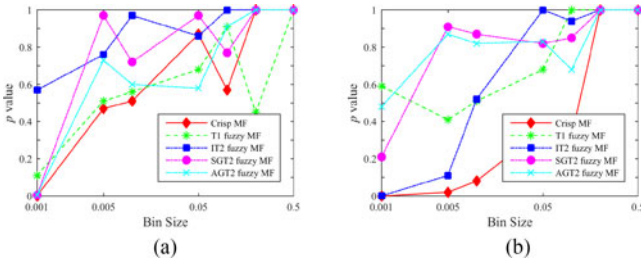 1
0.8
0.6
0.4
0.2
0
p value
0.001
0.005
0.05
0.5
Bin Size
Crisp MF
T1 fuzzy MF
IT2 fuzzy MF
SGT2 fuzzy MF
AGT2 fuzzy MF
(a)
1
0.8
0.6
0.4
0.2
0
p value
0.001
0.005
0.05
0.5
Bin Size
Crisp MF
T1 fuzzy MF
IT2 fuzzy MF
SGT2 fuzzy MF
AGT2 fuzzy MF
(b)